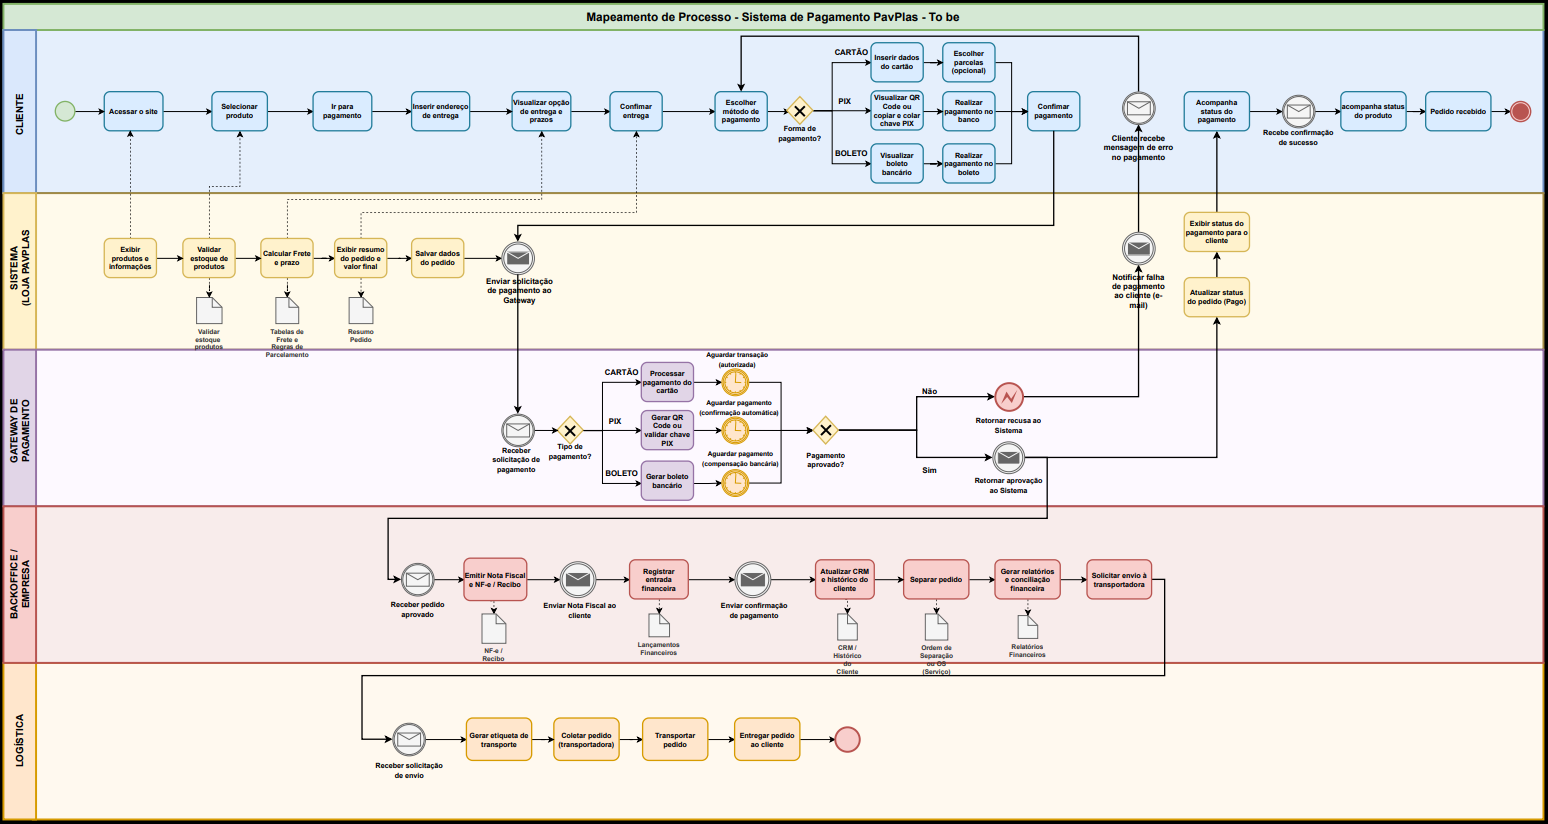 Mapeamento de Processo - Sistema de Pagamento PavPlas - To be
CLIENTE
Acessar o site
Selecionar
produto
Ir para
pagamento
Inserir endereço
de entrega
Visualizar opção
de entrega e
prazos
Confimar
entrega
Escolher
método de
pagamento
Forma de
pagamento?
CARTÃO
Inserir dados
do cartão
Escolher
parcelas
(opcional)
PIX
Visualizar QR
Code ou
copiar e colar
chave PIX
Realizar
pagamento no
banco
BOLETO
Visualizar
boleto
bancário
Realizar
pagamento no
boleto
Confimar
pagamento
Cliente recebe
mensagem de erro
no pagamento
Acompanha
status do
pagamento
Recebe confirmação
de sucesso
acompanha status
do produto
Pedido recebido
SISTEMA
(LOJA PAVPLAS
Exibir
produtos e
informações
Validar
estoque de
produtos
Calcular Frete
e prazo
Exibir resumo
do pedido e
valor final
Salvar dados
do pedido
Enviar solicitação
de pagamento ao
Gateway
Validar
estoque
produtos
Tabelas de
Frete e
Regras de
Parcelamento
Resumo
Pedido
Notificar falha
de pagamento
ao cliente (e-
mail)
Exibir status do
pagamento para o
cliente
Atualizar status
do pedido (Pago)
GATEWAY DE
PAGAMENTO
Receber
solicitação de
pagamento
Tipo de
pagamento?
CARTÃO
Processar
pagamento do
cartão
Aguardar transação
(autorizada)
PIX
Gerar QR
Code ou
validar chave
PIX
Aguardar pagamento
(confirmação automática)
BOLETO
Gerar boleto
bancário
Aguardar pagamento
(compensação bancária)
Pagamento
aprovado?
Não
Retornar recusa ao
Sistema
Sim
Retornar aprovação
ao Sistema
BACKOFFICE /
EMPRESA
Receber pedido
aprovado
Emitir Nota Fiscal
e NF-e / Recibo
NF-e /
Recibo
Enviar Nota Fiscal ao
cliente
Registrar
entrada
financeira
Lançamentos
Financeiros
Enviar confirmação
de pagamento
Atualizar CRM
e histórico do
cliente
CRM /
Histórico
do
Cliente
Separar pedido
Ordem de
Separação
ou OS
(Serviço)
Gerar relatórios
e conciliação
financeira
Relatórios
Financeiros
Solicitar envio à
transportadora
LOGÍSTICA
Receber solicitação
de envio
Gerar etiqueta de
transporte
Coletar pedido
(transportadora)
Transportar
pedido
Entregar pedido
ao cliente